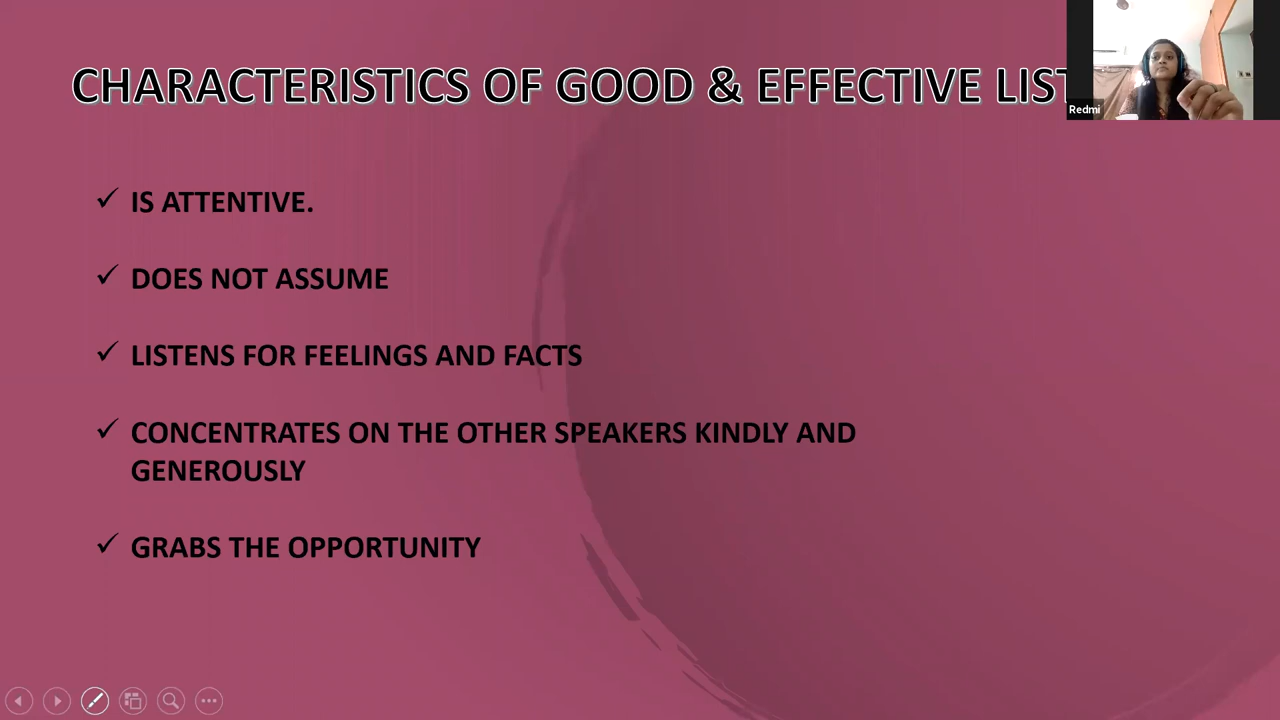 CHARACTERISTICS OF GOOD & EFFECTIVE
Redmi
IS ATTENTIVE.
DOES NOT ASSUME
LISTENS FOR FEELINGS AND FACTS
CONCENTRATES ON THE OTHER SPEAKERS KINDLY AND
GENEROUSLY
GRABS THE OPPORTUNITY